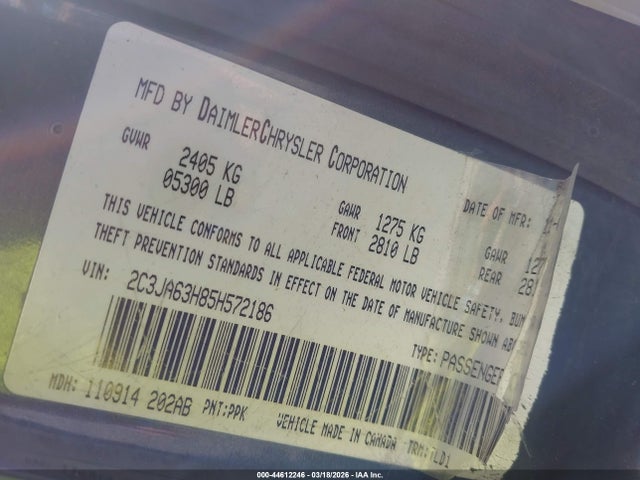 MFD BY DAIMLERCHRYSLER CORPORATION
GVWR 2405 KG
05300 LB
DATE OF MFR:
GAWR FRONT 1275 KG
2810 LB
GAWR REAR
THIS VEHICLE CONFORMS TO ALL APPLICABLE FEDERAL MOTOR VEHICLE SAFETY,
THEFT PREVENTION STANDARDS IN EFFECT ON THE DATE OF MANUFACTURE SHOWN
VIN: 2C3JA63H85H572186
TYPE: PASSENGER
MDH: 110914 202AB PNT:PPK
VEHICLE MADE IN CANADA
000-44612246 - 03/18/2026 - IAA Inc.